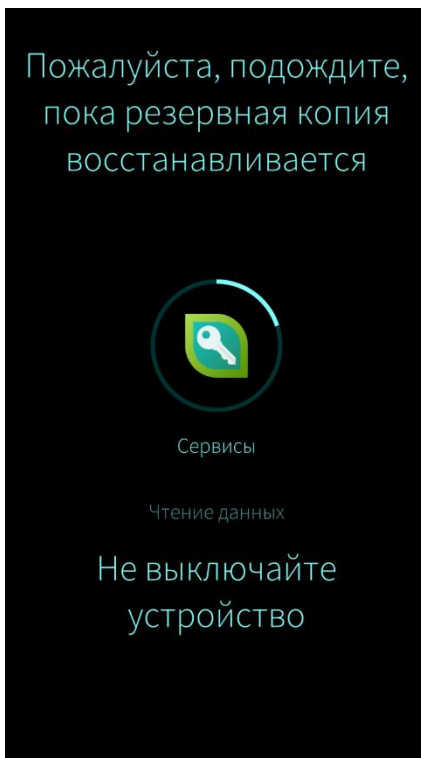 Пожалуйста, подождите,
пока резервная копия
восстанавливается
Сервисы
Чтение данных
Не выключайте
устройство